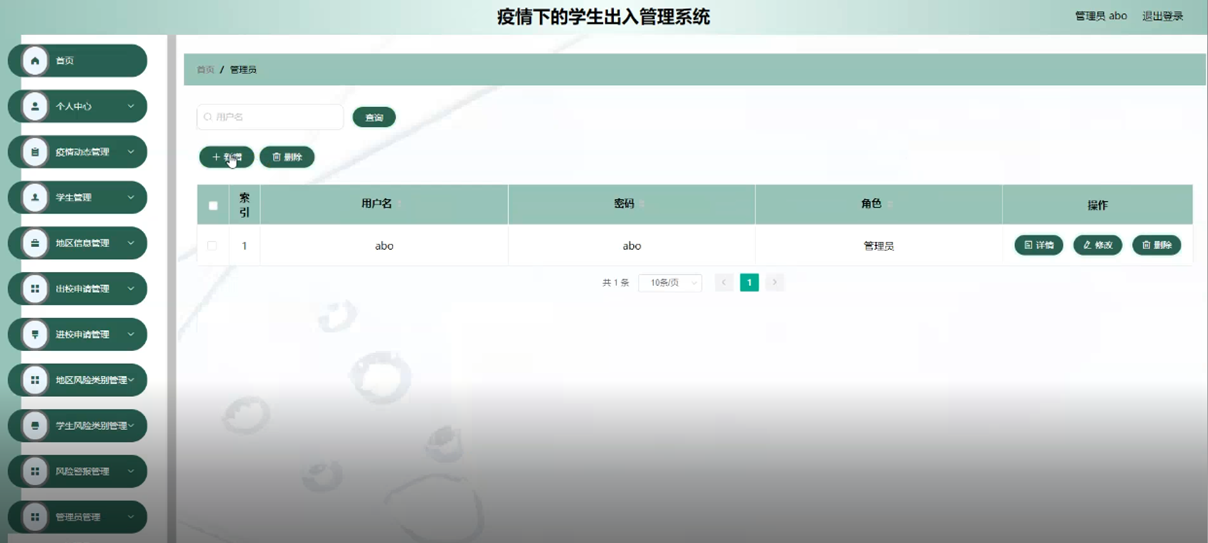 疫情下的学生出入管理系统
管理员 abo 退出登录
首页
个人中心
疫情动态管理
学生管理
地区信息管理
出校申请管理
进校申请管理
地区风险类别管理
学生风险类别管理
风险警报管理
管理员管理
首页 / 管理员
用户名 查询
新增 删除
索引 用户名 密码 角色 操作
1 abo abo 管理员 详情 修改 删除
共 1 条 10条/页 1